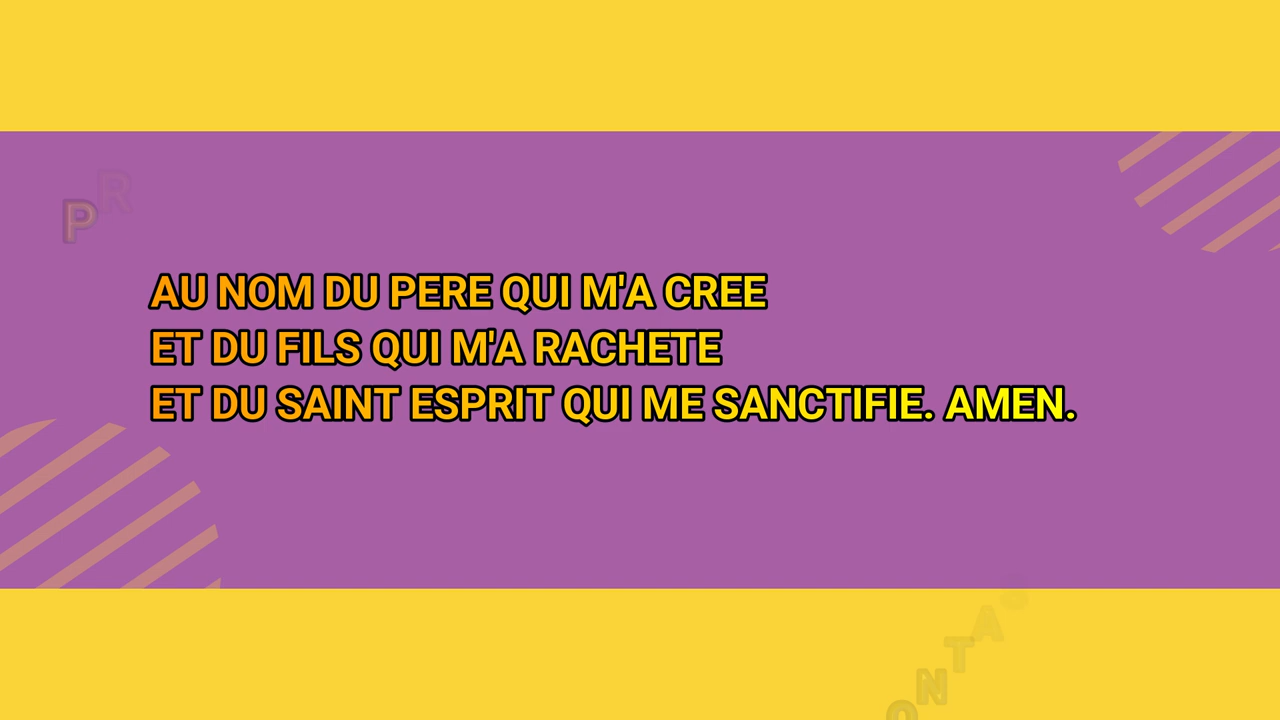 AU NOM DU PERE QUI M'A CREE
ET DU FILS QUI M'A RACHETE
ET DU SAINT ESPRIT QUI ME SANCTIFIE. AMEN.